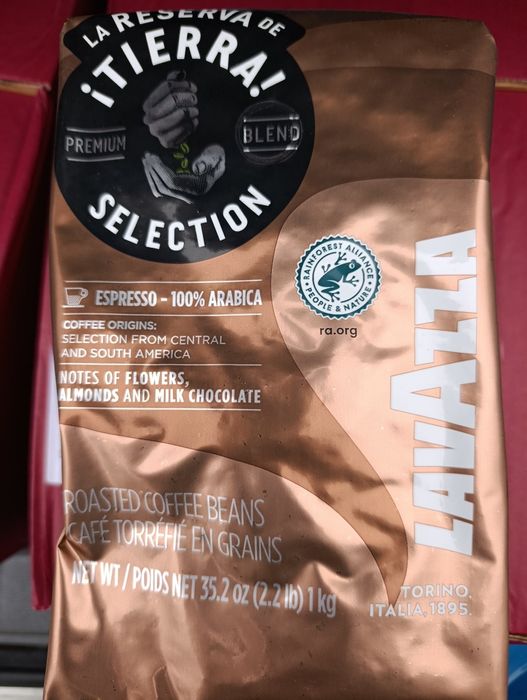 LA RESERVA DE
¡TIERRA!
PREMIUM
BLEND
SELECTION
RAINFOREST ALLIANCE
PEOPLE & NATURE
ra.org
ESPRESSO - 100% ARABICA
COFFEE ORIGINS:
SELECTION FROM CENTRAL
AND SOUTH AMERICA
NOTES OF FLOWERS,
ALMONDS AND MILK CHOCOLATE
LAVAZZA
TORINO,
ITALIA, 1895.
ROASTED COFFEE BEANS
CAFÉ TORRÉFIÉ EN GRAINS
NET WT / POIDS NET 35.2 oz (2.2 lb) 1 kg